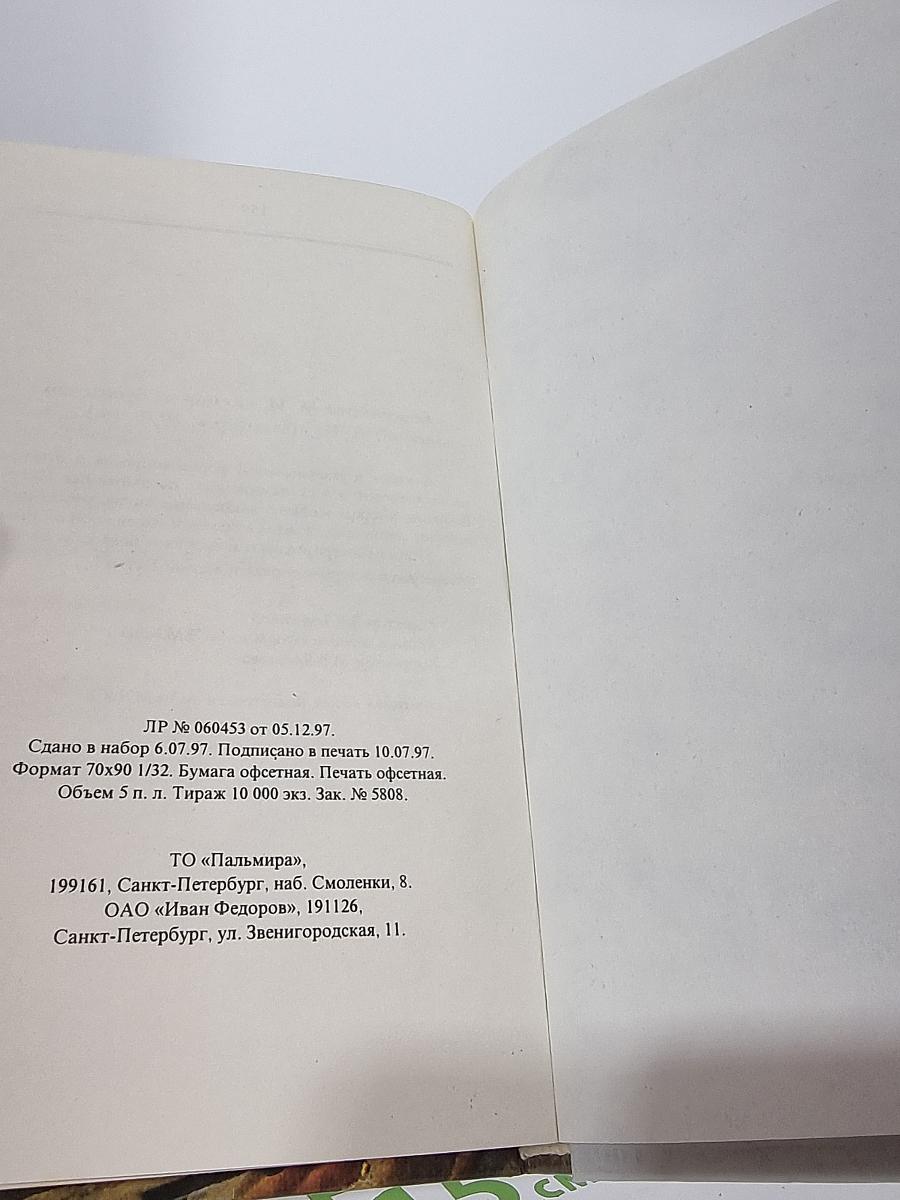 ЛР № 060453 от 05.12.97.
Сдано в набор 6.07.97. Подписано в печать 10.07.97.
Формат 70х90 1/32. Бумага офсетная. Печать офсетная.
Объем 5 п. л. Тираж 10 000 экз. Зак. № 5808.
ТО «Пальмира»,
199161, Санкт-Петербург, наб. Смоленки, 8.
ОАО «Иван Федоров», 191126,
Санкт-Петербург, ул. Звенигородская, 11.